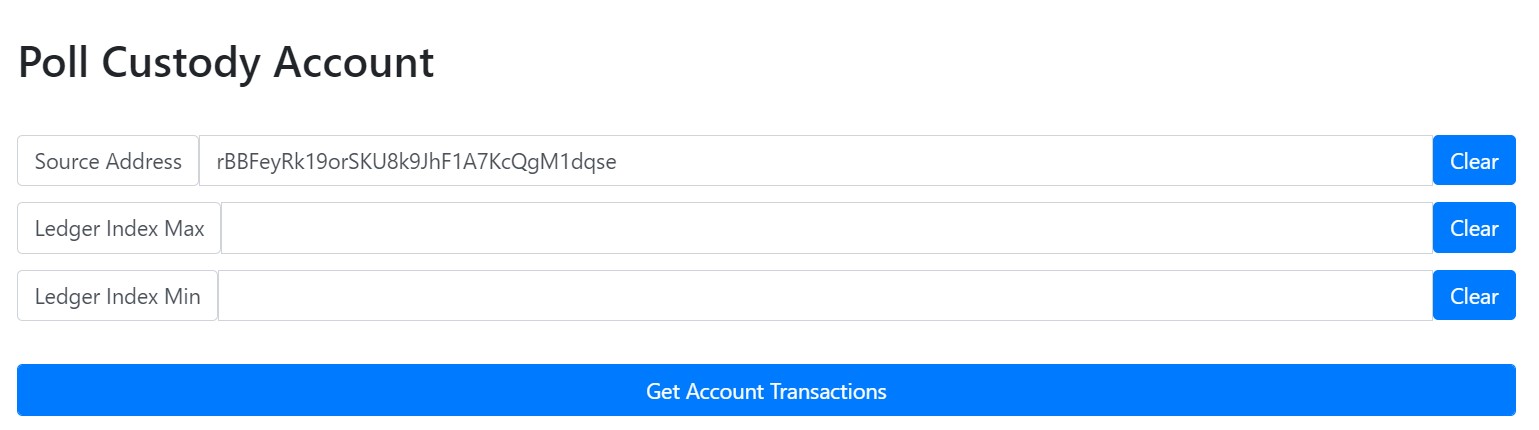 Poll Custody Account
Source Address rBBFeyRk19orSKU8k9JhF1A7KcQgM1dqse Clear
Ledger Index Max Clear
Ledger Index Min Clear
Get Account Transactions